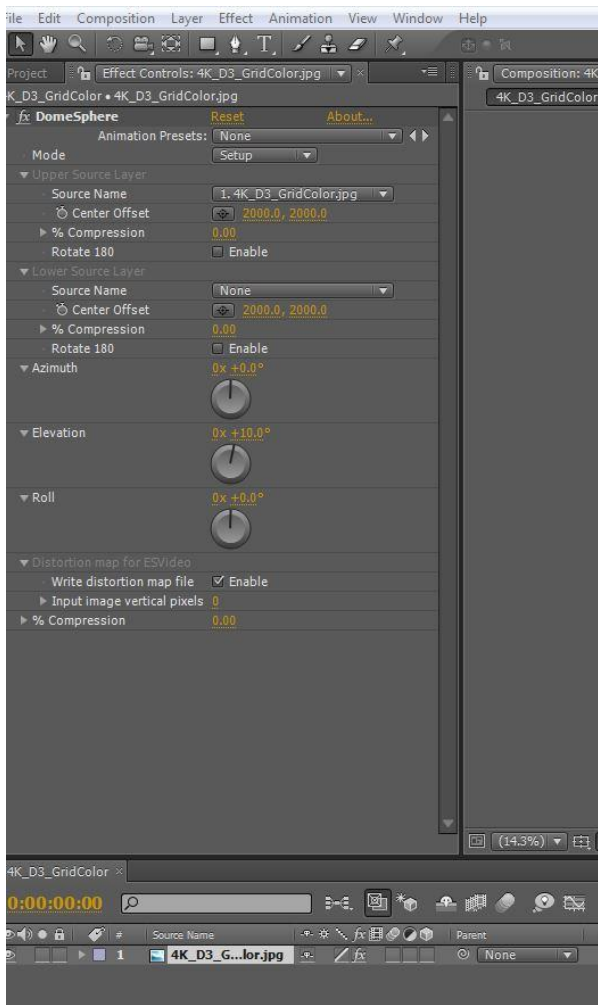 File Edit Composition Layer Effect Animation View Window Help
Project Effect Controls: 4K_D3_GridColor.jpg Composition: 4K
K_D3_GridColor • 4K_D3_GridColor.jpg 4K_D3_GridColor
fx DomeSphere Reset About...
Animation Presets: None
Mode Setup
Upper Source Layer
Source Name 1. 4K_D3_GridColor.jpg
Center Offset 2000.0, 2000.0
% Compression 0.00
Rotate 180 Enable
Lower Source Layer
Source Name None
Center Offset 2000.0, 2000.0
% Compression 0.00
Rotate 180 Enable
Azimuth 0x +0.0°
Elevation 0x +10.0°
Roll 0x +0.0°
Distortion map for ESVideo
Write distortion map file Enable
Input image vertical pixels 0
% Compression 0.00
(14.3%)
4K_D3_GridColor
0:00:00:00
# Source Name fx Parent
1 4K_D3_G...lor.jpg fx None